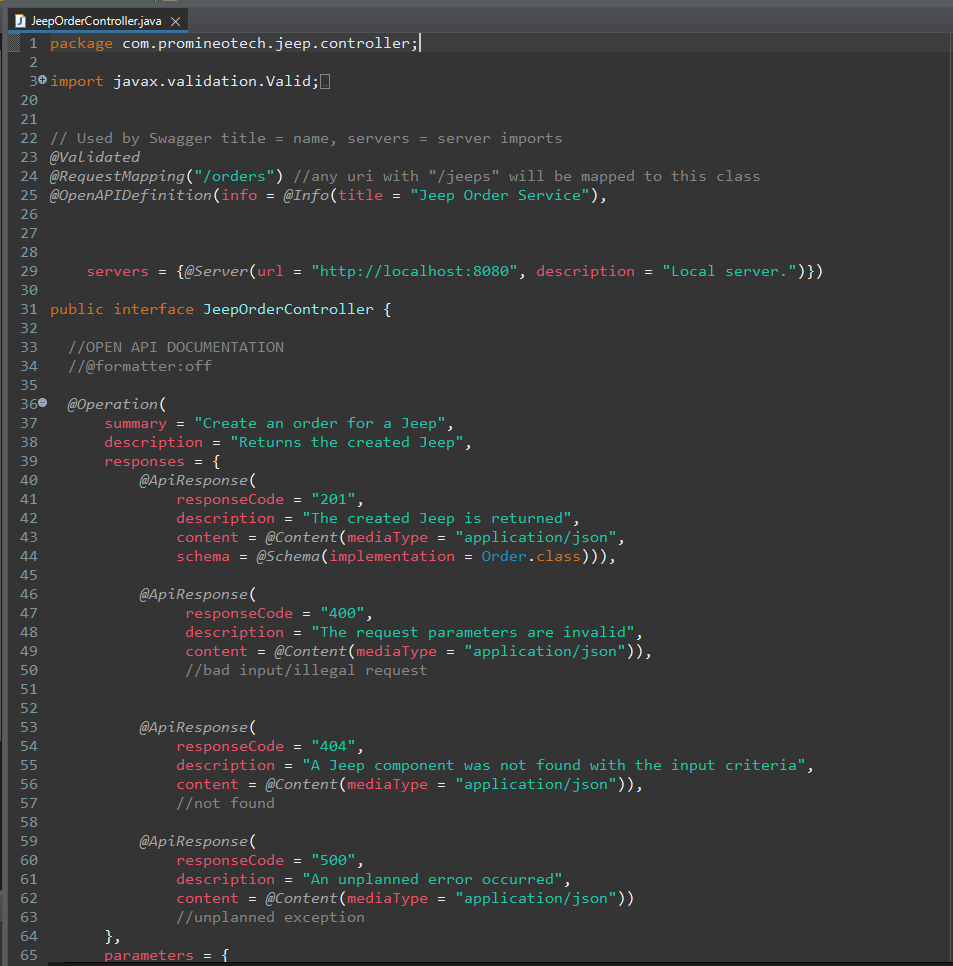 JeepOrderController.java
1 package com.promineotech.jeep.controller;
2
3 import javax.validation.Valid;
20
21
22 // Used by Swagger title = name, servers = server imports
23 @Validated
24 @RequestMapping("/orders") //any uri with "/jeeps" will be mapped to this class
25 @OpenAPIDefinition(info = @Info(title = "Jeep Order Service"),
26
27
28
29     servers = {@Server(url = "http://localhost:8080", description = "Local server.")})
30
31 public interface JeepOrderController {
32
33   //OPEN API DOCUMENTATION
34   //@formatter:off
35
36   @Operation(
37       summary = "Create an order for a Jeep",
38       description = "Returns the created Jeep",
39       responses = {
40           @ApiResponse(
41               responseCode = "201",
42               description = "The created Jeep is returned",
43               content = @Content(mediaType = "application/json",
44               schema = @Schema(implementation = Order.class))),
45
46           @ApiResponse(
47                responseCode = "400",
48                description = "The request parameters are invalid",
49                content = @Content(mediaType = "application/json")),
50                //bad input/illegal request
51
52
53           @ApiResponse(
54               responseCode = "404",
55               description = "A Jeep component was not found with the input criteria",
56               content = @Content(mediaType = "application/json")),
57               //not found
58
59           @ApiResponse(
60               responseCode = "500",
61               description = "An unplanned error occurred",
62               content = @Content(mediaType = "application/json"))
63               //unplanned exception
64       },
65       parameters = {